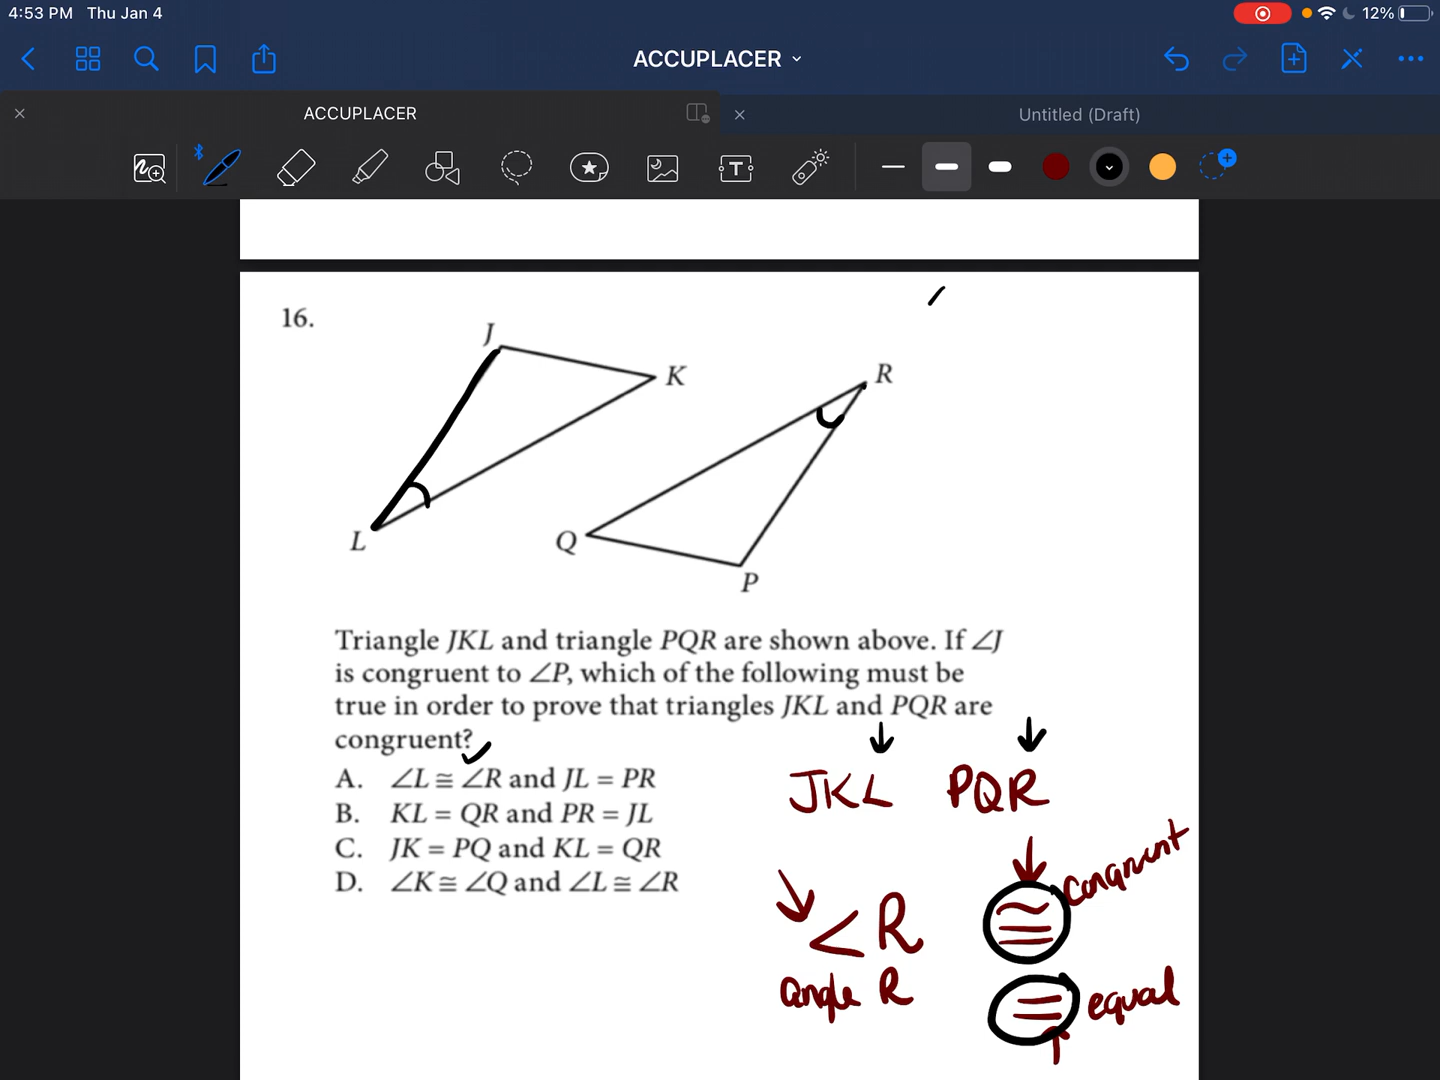 4:53 PM Thu Jan 4
12%
ACCUPLACER
ACCUPLACER
Untitled (Draft)
T
16.
J
K
R
L
Q
P
Triangle JKL and triangle PQR are shown above. If ∠J
is congruent to ∠P, which of the following must be
true in order to prove that triangles JKL and PQR are
congruent?
A. ∠L ≅ ∠R and JL = PR
B. KL = QR and PR = JL
C. JK = PQ and KL = QR
D. ∠K ≅ ∠Q and ∠L ≅ ∠R
JKL PQR
∠R
angle R
≅ congruent
= equal